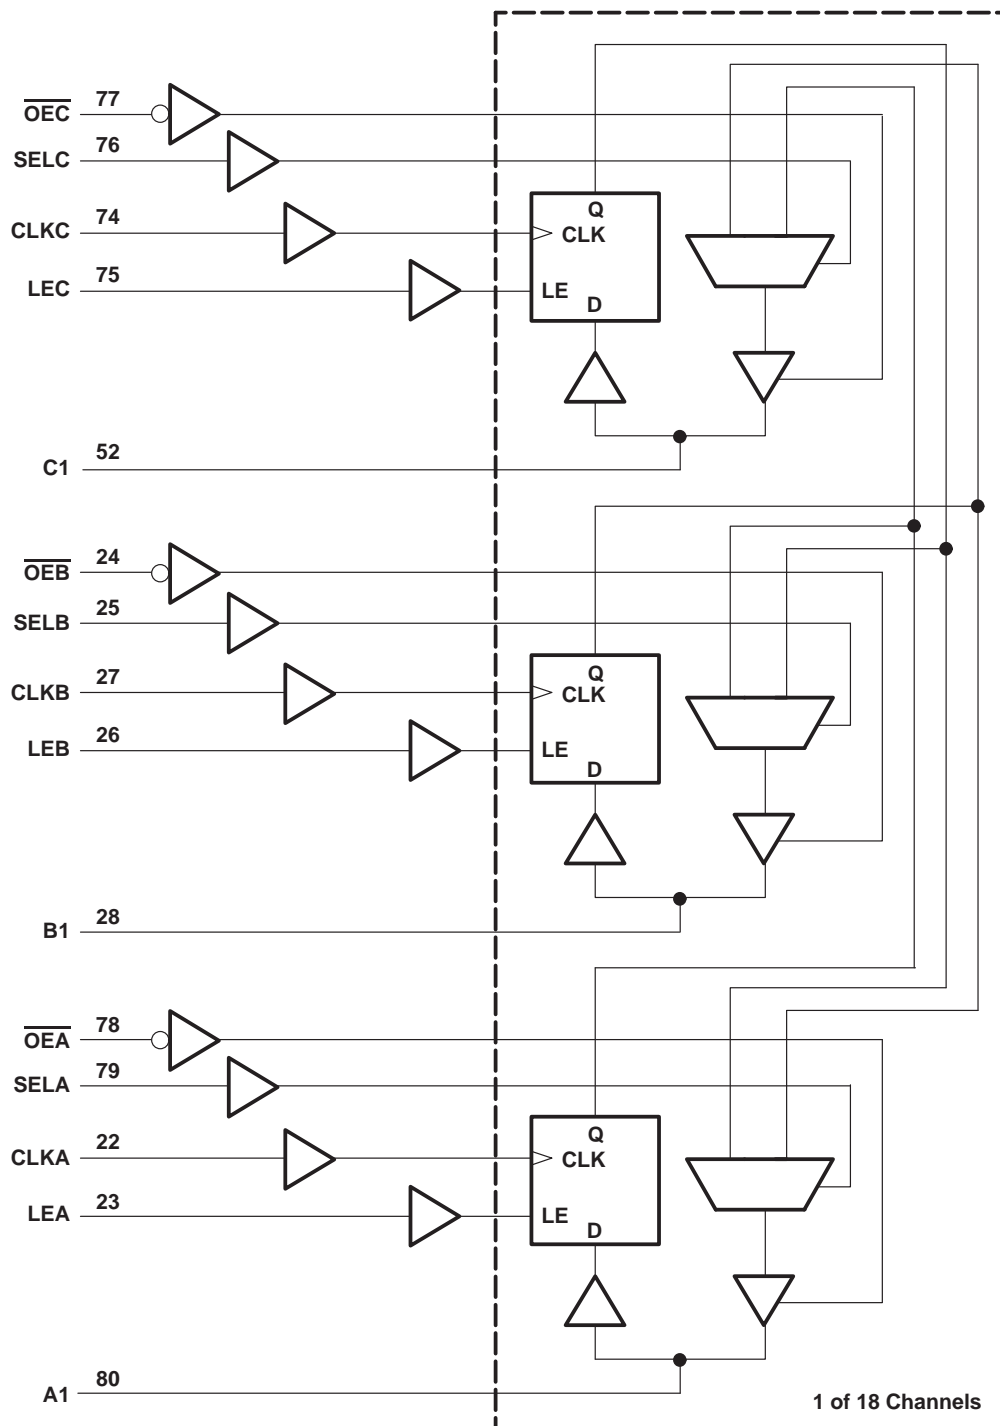 OEC 77
SELC 76
CLKC 74
LEC 75
Q
CLK
LE
D
C1 52
OEB 24
SELB 25
CLKB 27
LEB 26
Q
CLK
LE
D
B1 28
OEA 78
SELA 79
CLKA 22
LEA 23
Q
CLK
LE
D
A1 80
1 of 18 Channels